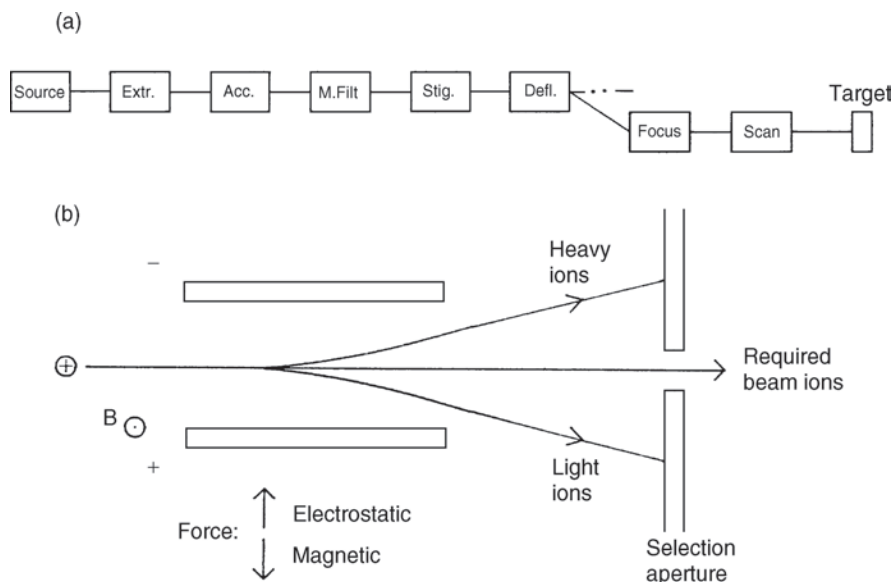 (a)
Source
Extr.
Acc.
M.Filt
Stig.
Defl.
Focus
Scan
Target
(b)
−
Heavy
ions
+
Required
beam ions
B
+
Light
ions
Force:
Electrostatic
Magnetic
Selection
aperture